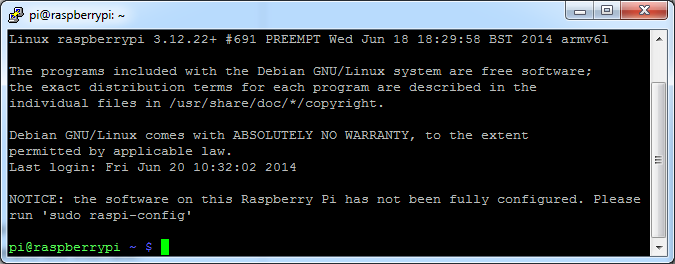 pi@raspberrypi: ~
Linux raspberrypi 3.12.22+ #691 PREEMPT Wed Jun 18 18:29:58 BST 2014 armv6l
The programs included with the Debian GNU/Linux system are free software;
the exact distribution terms for each program are described in the
individual files in /usr/share/doc/*/copyright.
Debian GNU/Linux comes with ABSOLUTELY NO WARRANTY, to the extent
permitted by applicable law.
Last login: Fri Jun 20 10:32:02 2014
NOTICE: the software on this Raspberry Pi has not been fully configured. Please
run 'sudo raspi-config'
pi@raspberrypi ~ $